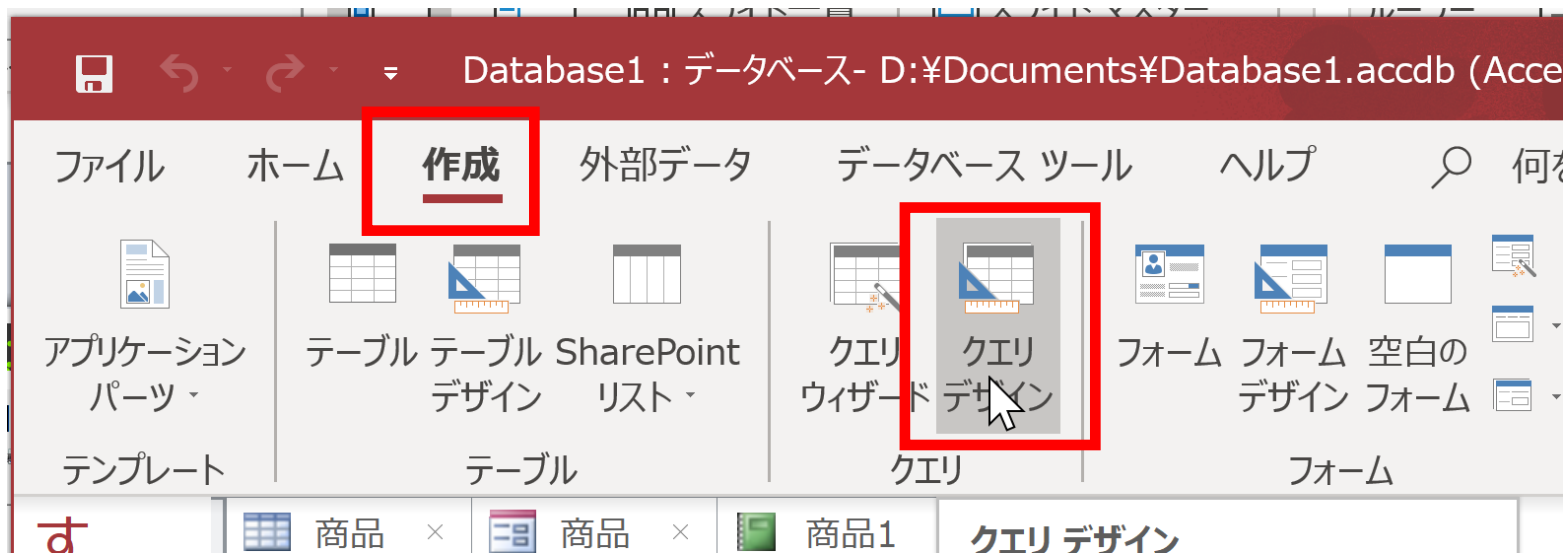 Database1 : データベース- D:¥Documents¥Database1.accdb (Acce
ファイル ホーム 作成 外部データ データベース ツール ヘルプ 何を
アプリケーション パーツ
テーブル
テーブル デザイン
SharePoint リスト
クエリ ウィザード
クエリ デザイン
フォーム
フォーム デザイン
空白の フォーム
テンプレート テーブル クエリ フォーム
す 商品 × 商品 × 商品1
クエリ デザイン